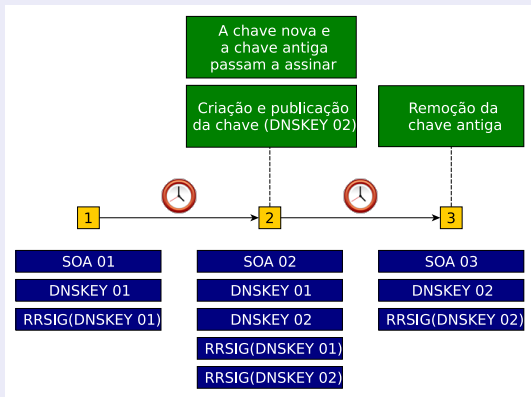 A chave nova e
a chave antiga
passam a assinar
Criação e publicação
da chave (DNSKEY 02)
Remoção da
chave antiga
1
2
3
SOA 01
DNSKEY 01
RRSIG(DNSKEY 01)
SOA 02
DNSKEY 01
DNSKEY 02
RRSIG(DNSKEY 01)
RRSIG(DNSKEY 02)
SOA 03
DNSKEY 02
RRSIG(DNSKEY 02)